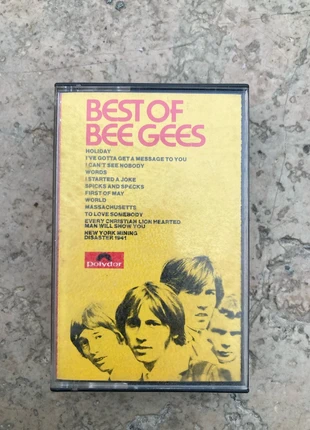 BEST OF
BEE GEES
HOLIDAY
I'VE GOTTA GET A MESSAGE TO YOU
I CAN'T SEE NOBODY
WORDS
I STARTED A JOKE
SPICKS AND SPECKS
FIRST OF MAY
WORLD
MASSACHUSETTS
TO LOVE SOMEBODY
EVERY CHRISTIAN LION HEARTED
MAN WILL SHOW YOU
NEW YORK MINING
DISASTER 1941
polydor